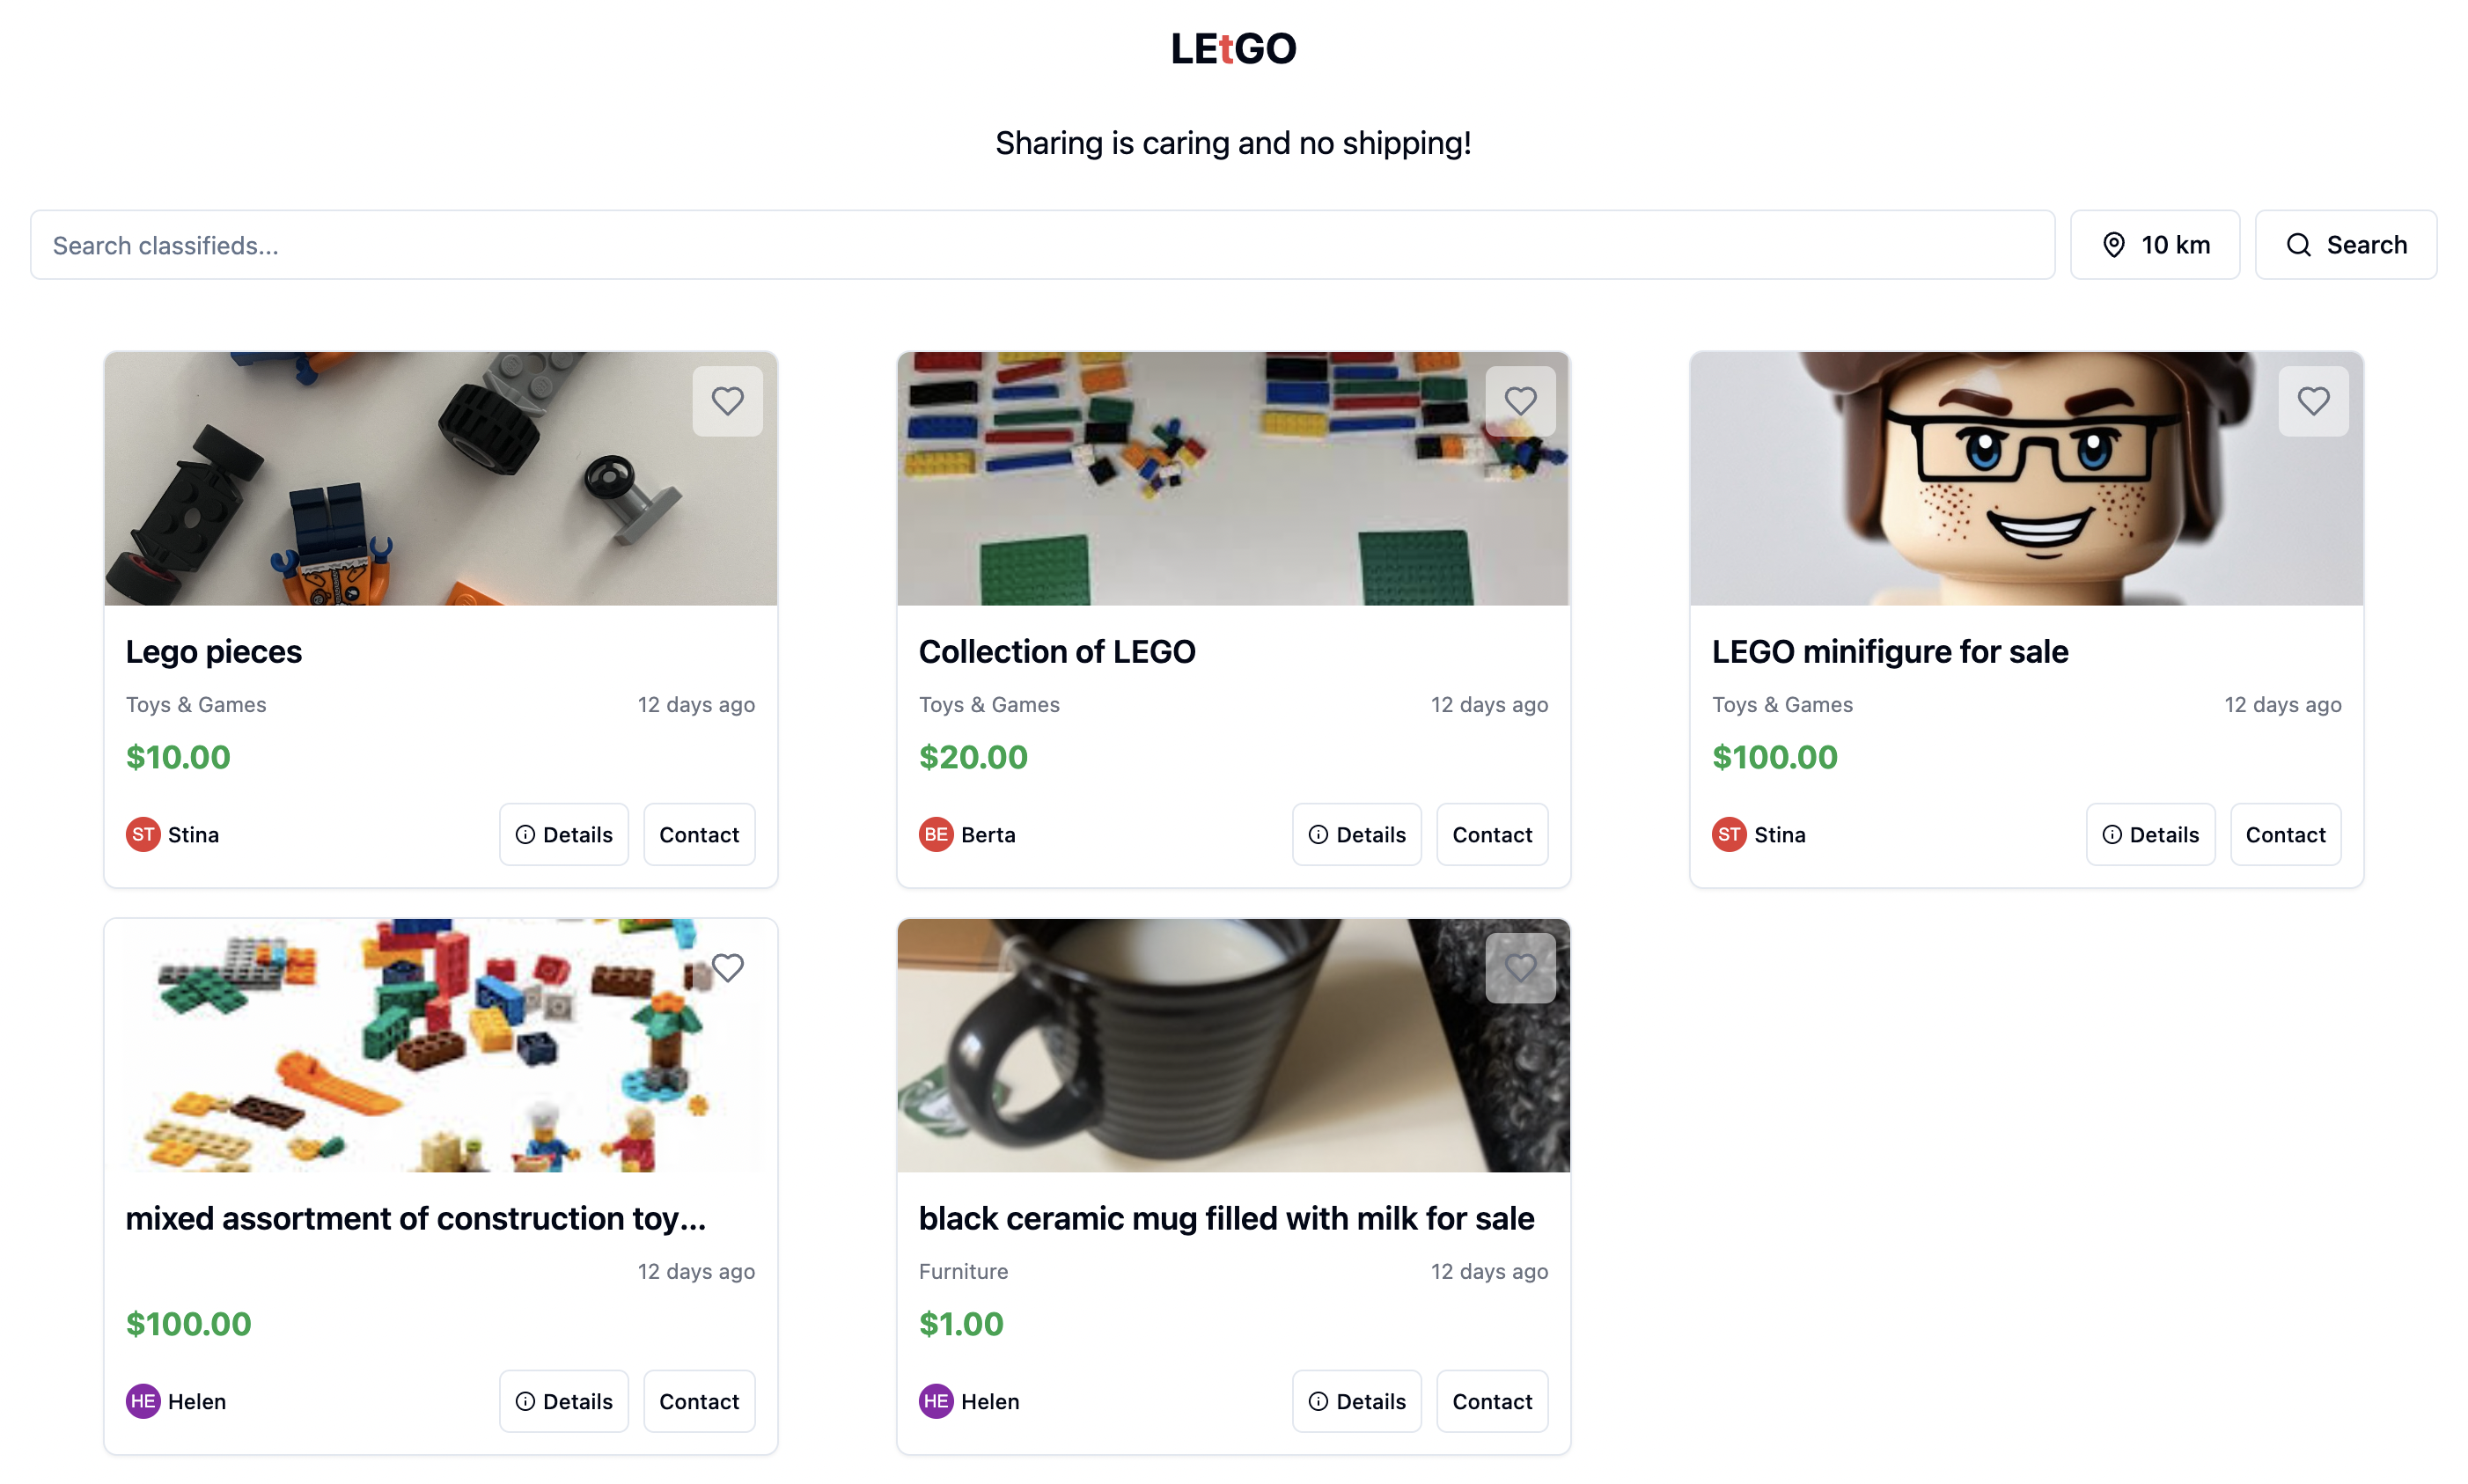 LEtGO
Sharing is caring and no shipping!
Search classifieds...
10 km
Search
Lego pieces
Toys & Games
12 days ago
$10.00
ST
Stina
Details
Contact
Collection of LEGO
Toys & Games
12 days ago
$20.00
BE
Berta
Details
Contact
LEGO minifigure for sale
Toys & Games
12 days ago
$100.00
ST
Stina
Details
Contact
mixed assortment of construction toy...
12 days ago
$100.00
HE
Helen
Details
Contact
black ceramic mug filled with milk for sale
Furniture
12 days ago
$1.00
HE
Helen
Details
Contact